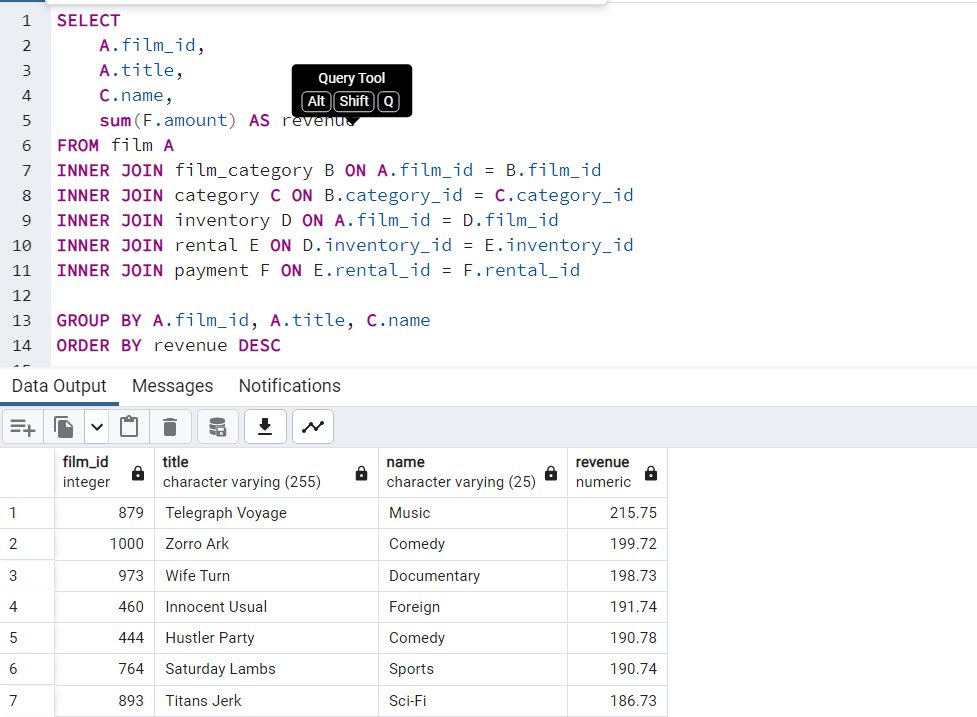 1 SELECT
2 A.film_id,
3 A.title,
Query Tool
4 C.name,
Alt Shift Q
5 sum(F.amount) AS revenue
6 FROM film A
7 INNER JOIN film_category B ON A.film_id = B.film_id
8 INNER JOIN category C ON B.category_id = C.category_id
9 INNER JOIN inventory D ON A.film_id = D.film_id
10 INNER JOIN rental E ON D.inventory_id = E.inventory_id
11 INNER JOIN payment F ON E.rental_id = F.rental_id
12
13 GROUP BY A.film_id, A.title, C.name
14 ORDER BY revenue DESC
15
Data Output Messages Notifications
film_id title name revenue
integer character varying (255) character varying (25) numeric
1 879 Telegraph Voyage Music 215.75
2 1000 Zorro Ark Comedy 199.72
3 973 Wife Turn Documentary 198.73
4 460 Innocent Usual Foreign 191.74
5 444 Hustler Party Comedy 190.78
6 764 Saturday Lambs Sports 190.74
7 893 Titans Jerk Sci-Fi 186.73